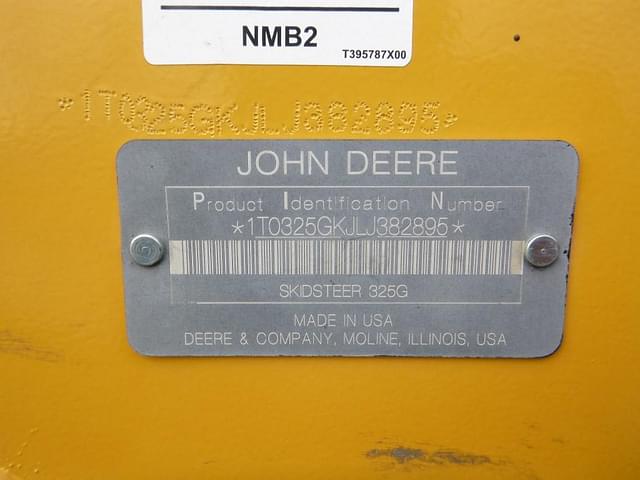 NMB2
T395787X00
*1T0325GKJLJ382895*
JOHN DEERE
Product Identification Number
*1T0325GKJLJ382895*
SKIDSTEER 325G
MADE IN USA
DEERE & COMPANY, MOLINE, ILLINOIS, USA